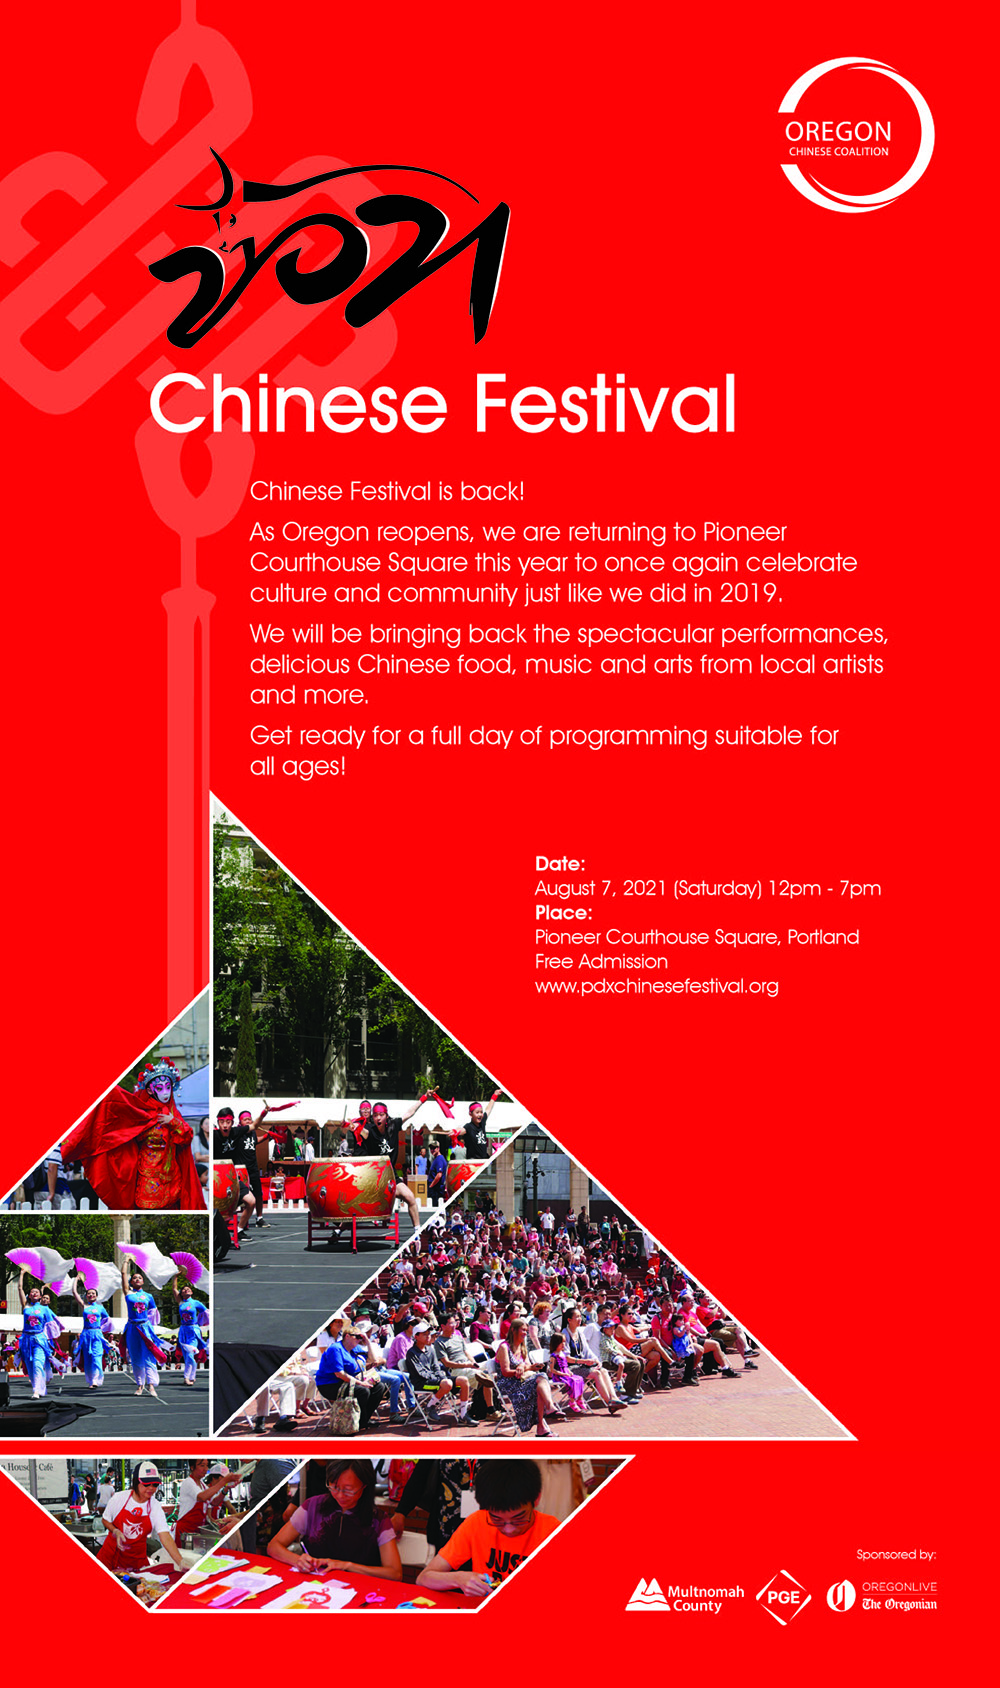 OREGON
CHINESE COALITION
2021
Chinese Festival
Chinese Festival is back!
As Oregon reopens, we are returning to Pioneer
Courthouse Square this year to once again celebrate
culture and community just like we did in 2019.
We will be bringing back the spectacular performances,
delicious Chinese food, music and arts from local artists
and more.
Get ready for a full day of programming suitable for
all ages!
Date:
August 7, 2021 (Saturday) 12pm - 7pm
Place:
Pioneer Courthouse Square, Portland
Free Admission
www.pdxchinesefestival.org
House Café
JUS
Sponsored by:
Multnomah
County
PGE
O
OREGONLIVE
The Oregonian